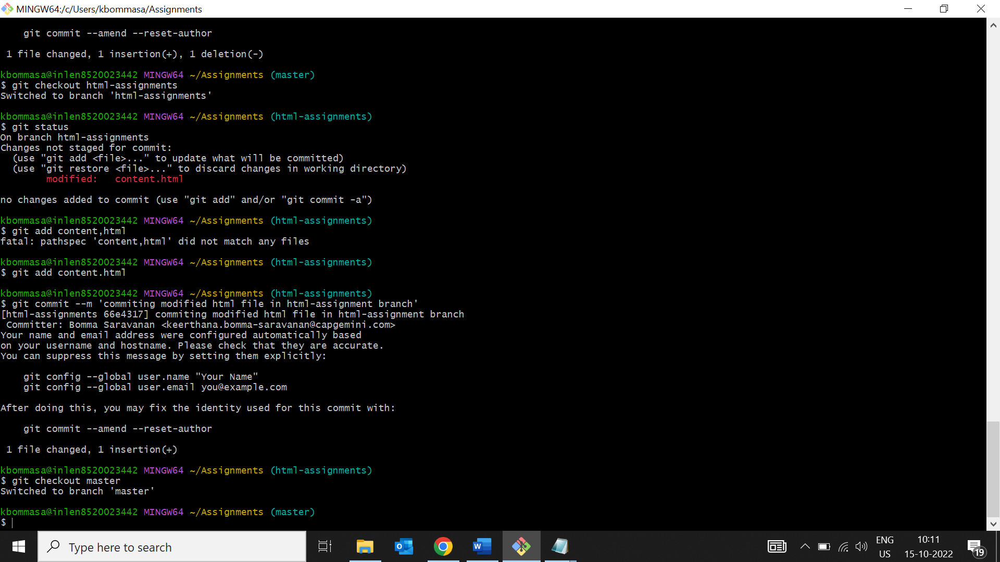 MINGW64:/c/Users/kbommasa/Assignments
    git commit --amend --reset-author
 1 file changed, 1 insertion(+), 1 deletion(-)
kbommasa@inlen8520023442 MINGW64 ~/Assignments (master)
$ git checkout html-assignments
Switched to branch 'html-assignments'
kbommasa@inlen8520023442 MINGW64 ~/Assignments (html-assignments)
$ git status
On branch html-assignments
Changes not staged for commit:
  (use "git add <file>..." to update what will be committed)
  (use "git restore <file>..." to discard changes in working directory)
        modified:   content.html
no changes added to commit (use "git add" and/or "git commit -a")
kbommasa@inlen8520023442 MINGW64 ~/Assignments (html-assignments)
$ git add content,html
fatal: pathspec 'content,html' did not match any files
kbommasa@inlen8520023442 MINGW64 ~/Assignments (html-assignments)
$ git add content.html
kbommasa@inlen8520023442 MINGW64 ~/Assignments (html-assignments)
$ git commit --m 'commiting modified html file in html-assignment branch'
[html-assignments 66e4317] commiting modified html file in html-assignment branch
 Committer: Bomma Saravanan <keerthana.bomma-saravanan@capgemini.com>
Your name and email address were configured automatically based
on your username and hostname. Please check that they are accurate.
You can suppress this message by setting them explicitly:
    git config --global user.name "Your Name"
    git config --global user.email you@example.com
After doing this, you may fix the identity used for this commit with:
    git commit --amend --reset-author
 1 file changed, 1 insertion(+)
kbommasa@inlen8520023442 MINGW64 ~/Assignments (html-assignments)
$ git checkout master
Switched to branch 'master'
kbommasa@inlen8520023442 MINGW64 ~/Assignments (master)
$
Type here to search
ENG
US
10:11
15-10-2022
19